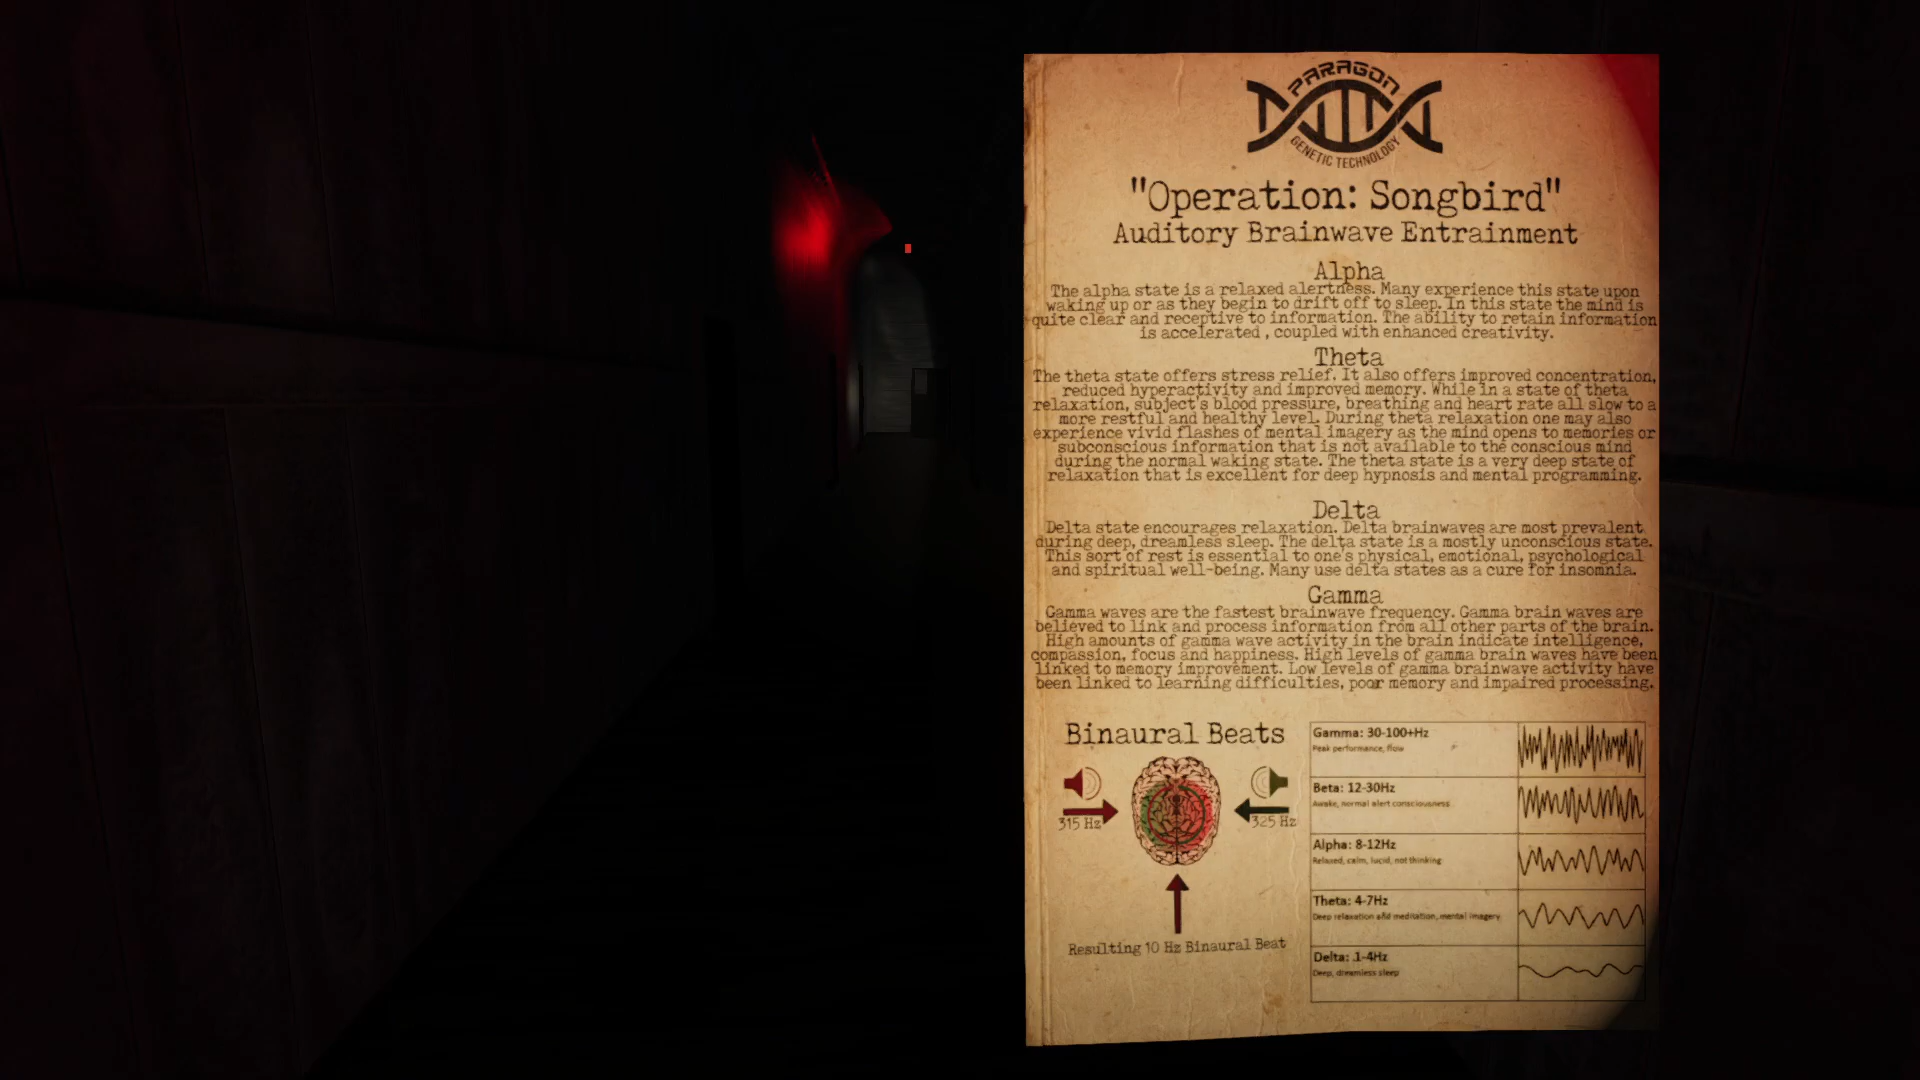 PARAGON
GENETIC TECHNOLOGY
"Operation: Songbird"
Auditory Brainwave Entrainment
Alpha
The alpha state is a relaxed alertness. Many experience this state upon
waking up or as they begin to drift off to sleep. In this state the mind is
quite clear and receptive to information. The ability to retain information
is accelerated , coupled with enhanced creativity.
Theta
The theta state offers stress relief. It also offers improved concentration,
reduced hyperactivity and improved memory. While in a state of theta
relaxation, subject's blood pressure, breathing and heart rate all slow to a
more restful and healthy level. During theta relaxation one may also
experience vivid flashes of mental imagery as the mind opens to memories or
subconscious information that is not available to the conscious mind
during the normal waking state. The theta state is a very deep state of
relaxation that is excellent for deep hypnosis and mental programming.
Delta
Delta state encourages relaxation. Delta brainwaves are most prevalent
during deep, dreamless sleep. The delta state is a mostly unconscious state.
This sort of rest is essential to one's physical, emotional, psychological
and spiritual well-being. Many use delta states as a cure for insomnia.
Gamma
Gamma waves are the fastest brainwave frequency. Gamma brain waves are
believed to link and process information from all other parts of the brain.
High amounts of gamma wave activity in the brain indicate intelligence,
compassion, focus and happiness. High levels of gamma brain waves have been
linked to memory improvement. Low levels of gamma brainwave activity have
been linked to learning difficulties, poor memory and impaired processing.
Binaural Beats
315 Hz
325 Hz
Resulting 10 Hz Binaural Beat
Gamma: 30-100+Hz
Peak performance, flow
Beta: 12-30Hz
Awake, normal alert consciousness
Alpha: 8-12Hz
Relaxed, calm, lucid, not thinking
Theta: 4-7Hz
Deep relaxation and meditation, mental imagery
Delta: .1-4Hz
Deep, dreamless sleep